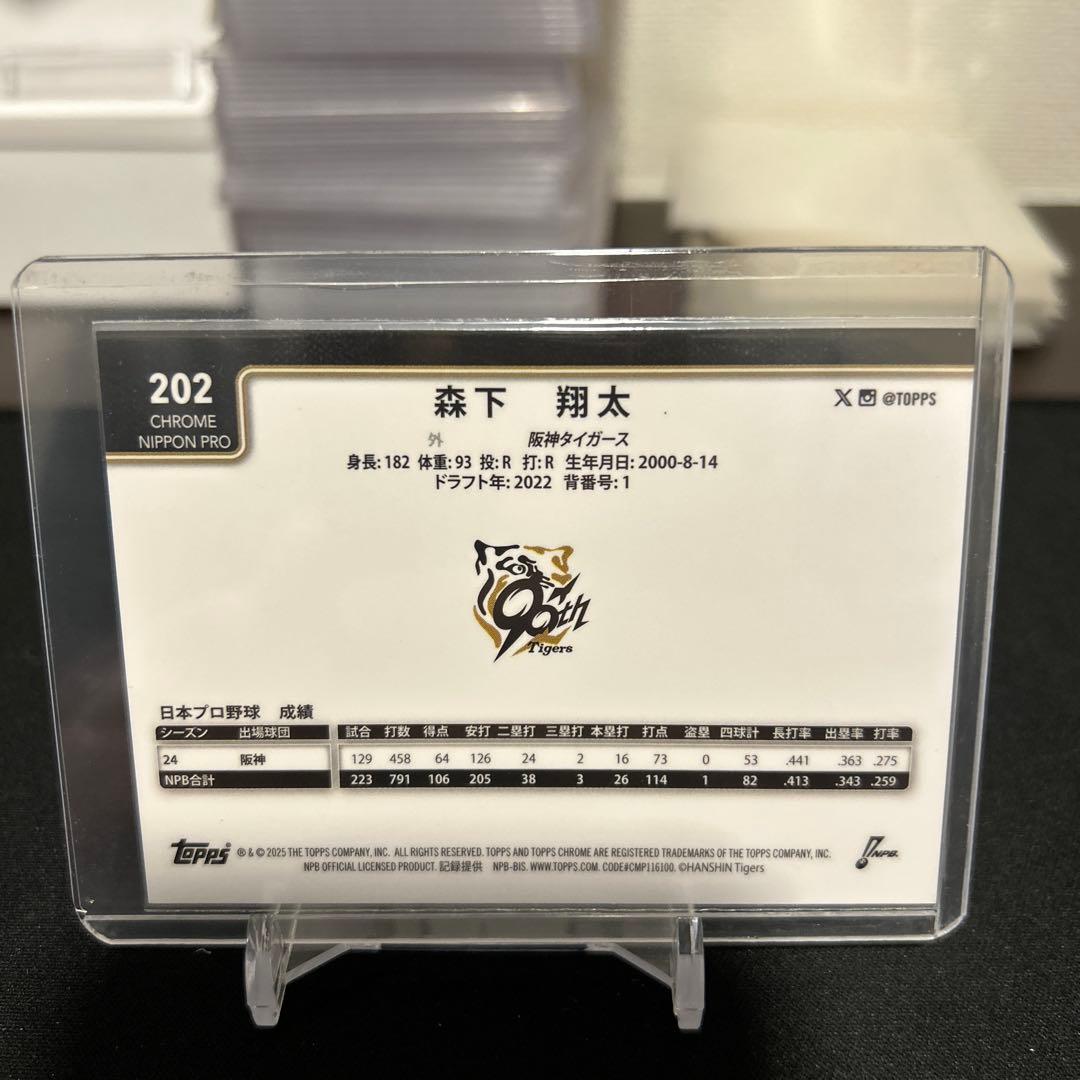 202
CHROME
NIPPON PRO
森下 翔太
X @TOPPS
外 阪神タイガース
身長: 182 体重: 93 投: R 打: R 生年月日: 2000-8-14
ドラフト年: 2022 背番号: 1
90th
Tigers
日本プロ野球 成績
シーズン 出場球団 試合 打数 得点 安打 二塁打 三塁打 本塁打 打点 盗塁 四球計 長打率 出塁率 打率
24 阪神 129 458 64 126 24 2 16 73 0 53 .441 .363 .275
NPB合計 223 791 106 205 38 3 26 114 1 82 .413 .343 .259
topps ® & © 2025 THE TOPPS COMPANY, INC. ALL RIGHTS RESERVED. TOPPS AND TOPPS CHROME ARE REGISTERED TRADEMARKS OF THE TOPPS COMPANY, INC. NPB.
NPB OFFICIAL LICENSED PRODUCT. 記録提供 NPB-BIS. WWW.TOPPS.COM. CODE#CMP116100. ©HANSHIN Tigers